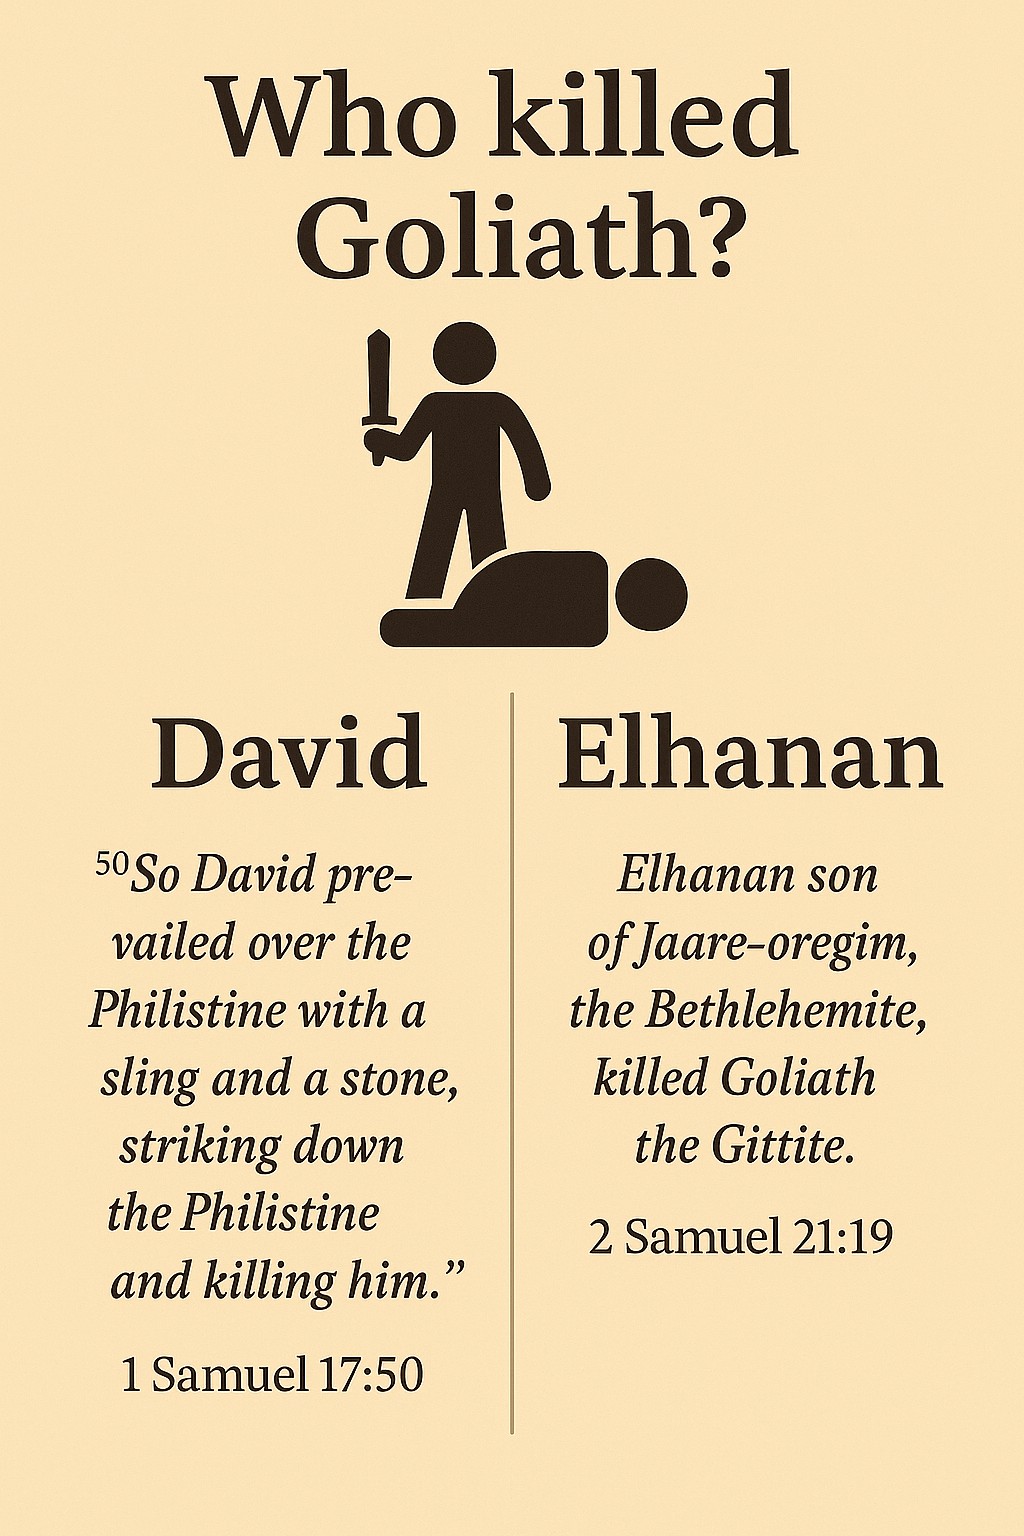 Who killed
Goliath?
David
⁵⁰So David pre-
vailed over the
Philistine with a
sling and a stone,
striking down
the Philistine
and killing him.”
1 Samuel 17:50
Elhanan
Elhanan son
of Jaare-oregim,
the Bethlehemite,
killed Goliath
the Gittite.
2 Samuel 21:19